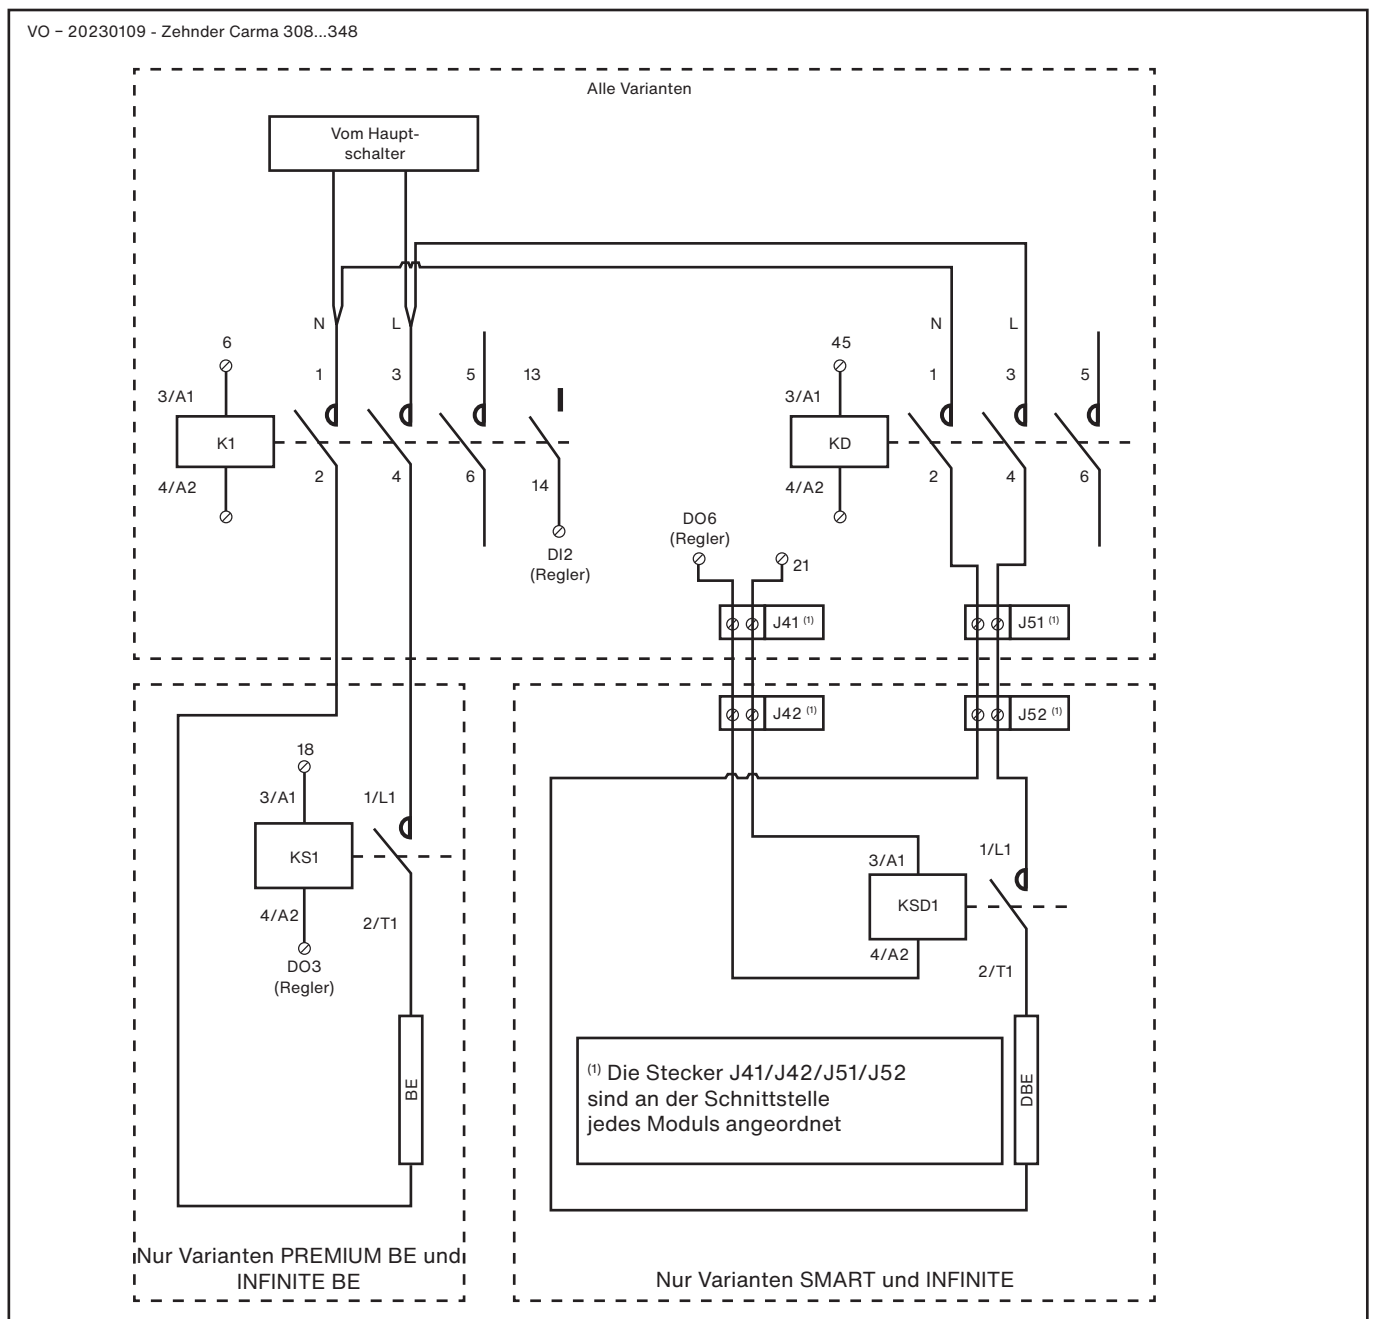 VO – 20230109 - Zehnder Carma 308...348
Alle Varianten
Vom Haupt-
schalter
N
L
N
L
6
45
1
3
5
13
1
3
5
3/A1
3/A1
K1
KD
4/A2
4/A2
2
4
6
14
2
4
6
DI2
(Regler)
DO6
(Regler)
21
J41 (1)
J51 (1)
J42 (1)
J52 (1)
18
3/A1
1/L1
KS1
4/A2
2/T1
DO3
(Regler)
BE
3/A1
1/L1
KSD1
4/A2
2/T1
DBE
(1) Die Stecker J41/J42/J51/J52
sind an der Schnittstelle
jedes Moduls angeordnet
Nur Varianten PREMIUM BE und
INFINITE BE
Nur Varianten SMART und INFINITE